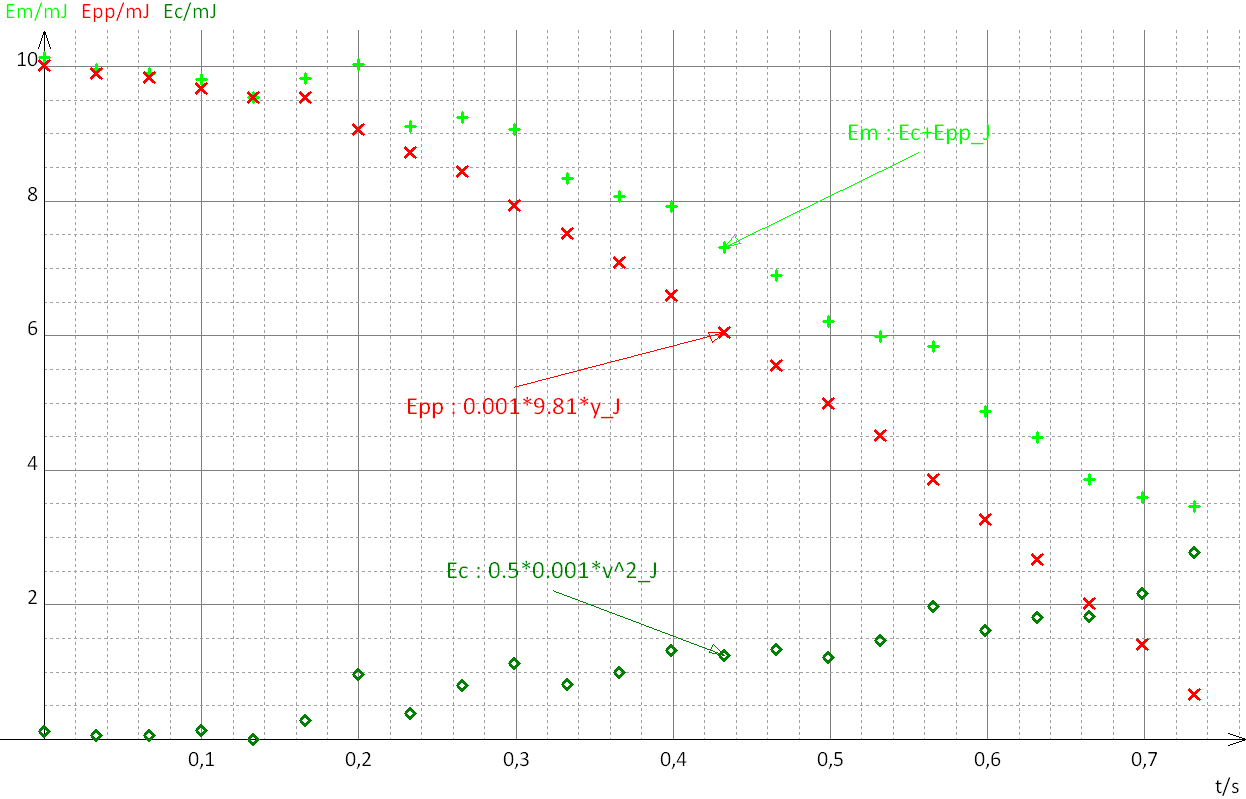 Em/mJ Epp/mJ Ec/mJ
10
Em : Ec+Epp_J
8
6
Epp : 0.001*9.81*y_J
4
Ec : 0.5*0.001*v^2_J
2
0,1 0,2 0,3 0,4 0,5 0,6 0,7
t/s